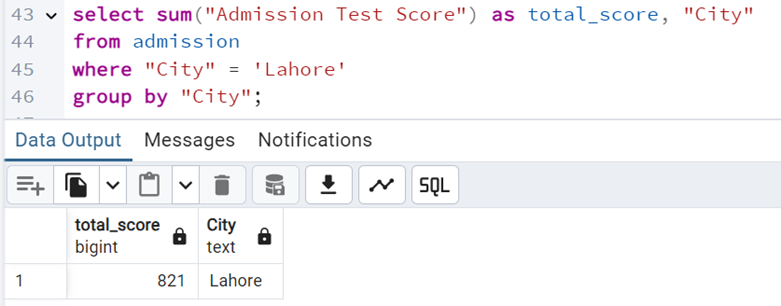 43 select sum("Admission Test Score") as total_score, "City"
44 from admission
45 where "City" = 'Lahore'
46 group by "City";
Data Output Messages Notifications
SQL
total_score City
bigint text
1 821 Lahore